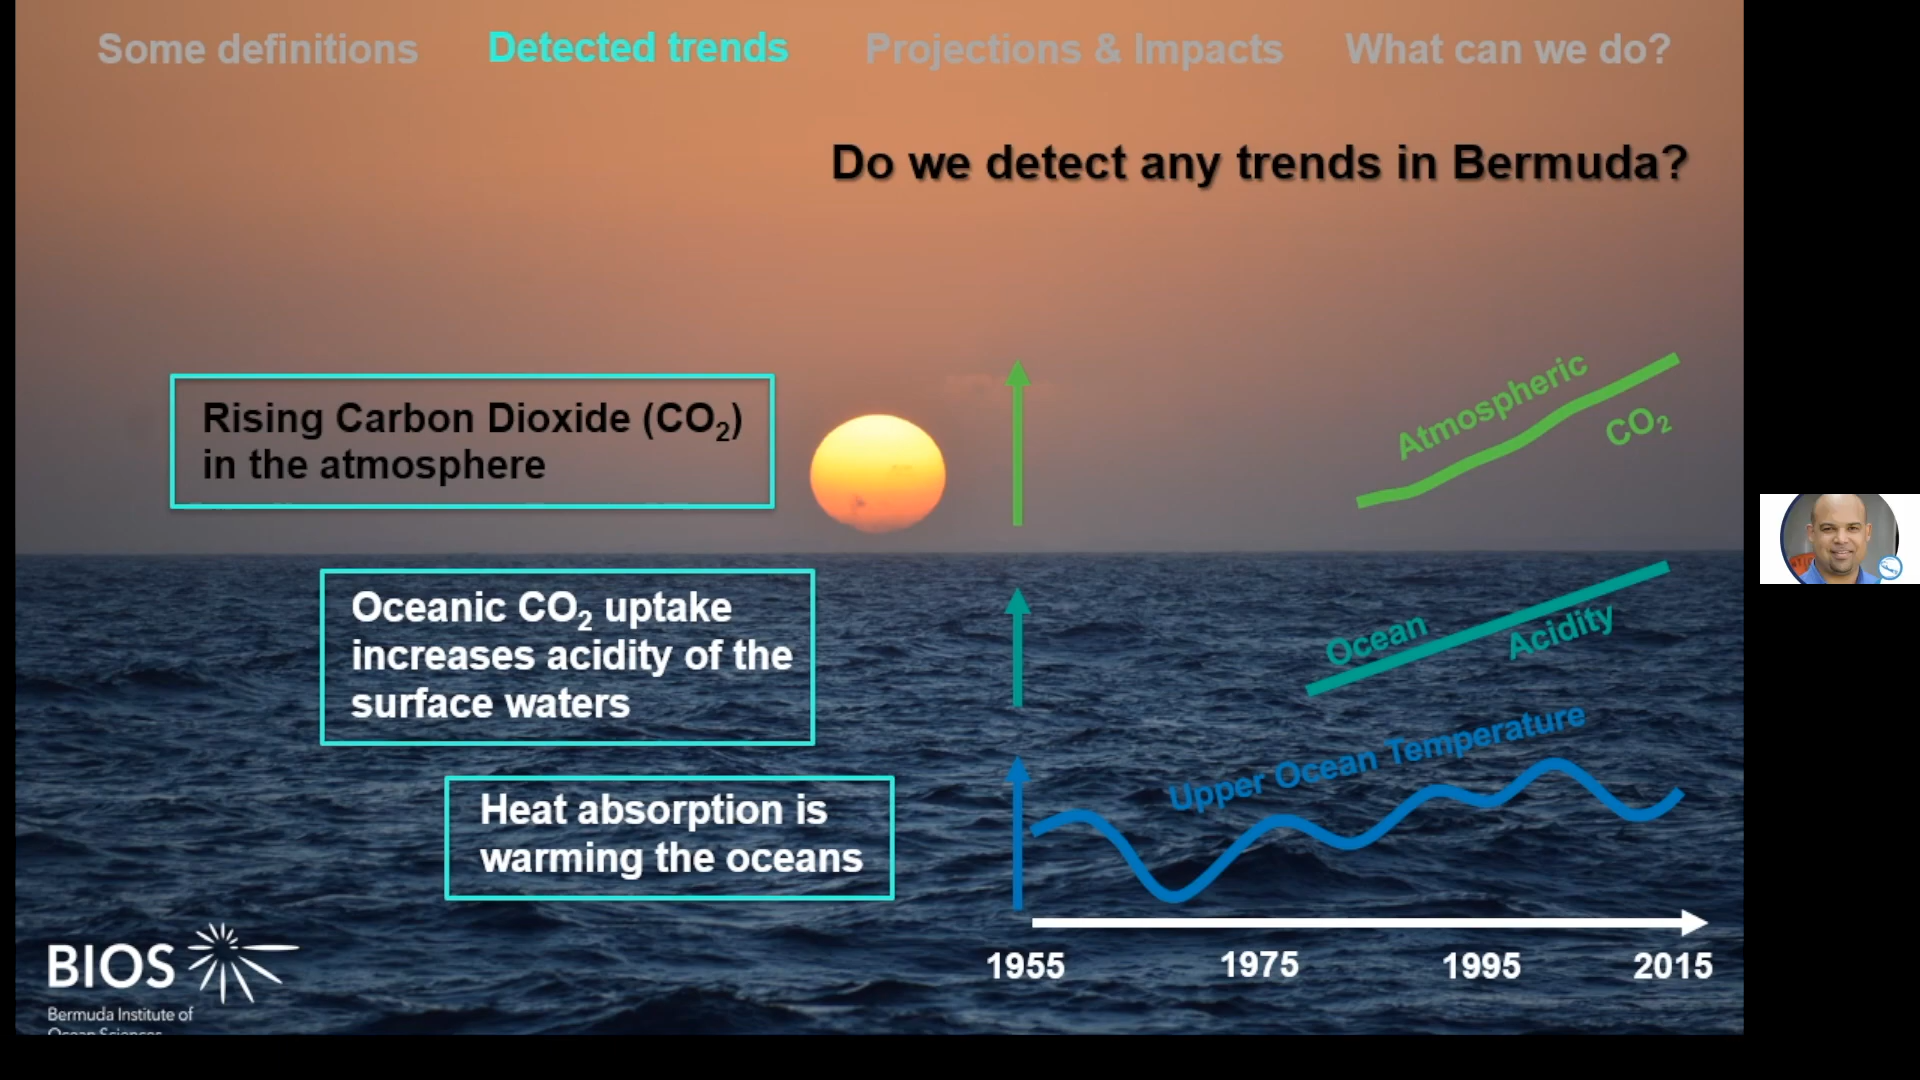 Some definitions
Detected trends
Projections & Impacts
What can we do?
Do we detect any trends in Bermuda?
Rising Carbon Dioxide (CO₂)
in the atmosphere
Atmospheric
CO₂
Oceanic CO₂ uptake
increases acidity of the
surface waters
Ocean
Acidity
Heat absorption is
warming the oceans
Upper Ocean Temperature
1955
1975
1995
2015
BIOS
Bermuda Institute of
Ocean Sciences